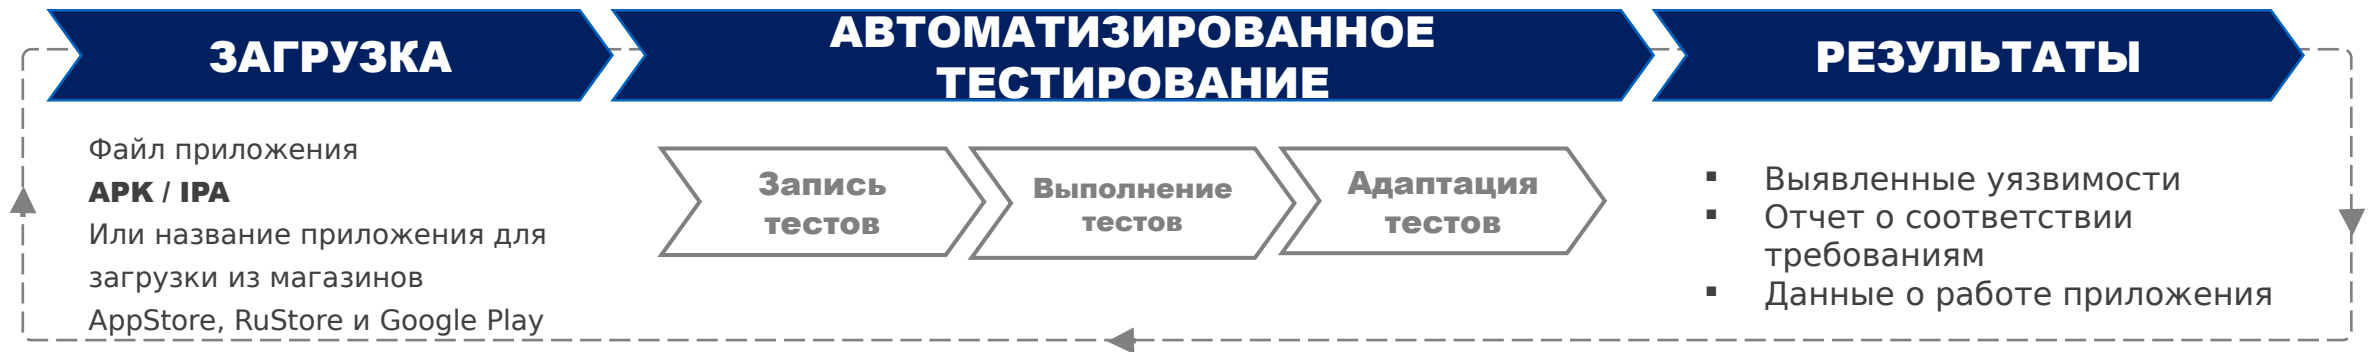 ЗАГРУЗКА
АВТОМАТИЗИРОВАННОЕ
ТЕСТИРОВАНИЕ
РЕЗУЛЬТАТЫ
Файл приложения
APK / IPA
Или название приложения для
загрузки из магазинов
AppStore, RuStore и Google Play
Запись
тестов
Выполнение
тестов
Адаптация
тестов
▪ Выявленные уязвимости
▪ Отчет о соответствии
требованиям
▪ Данные о работе приложения